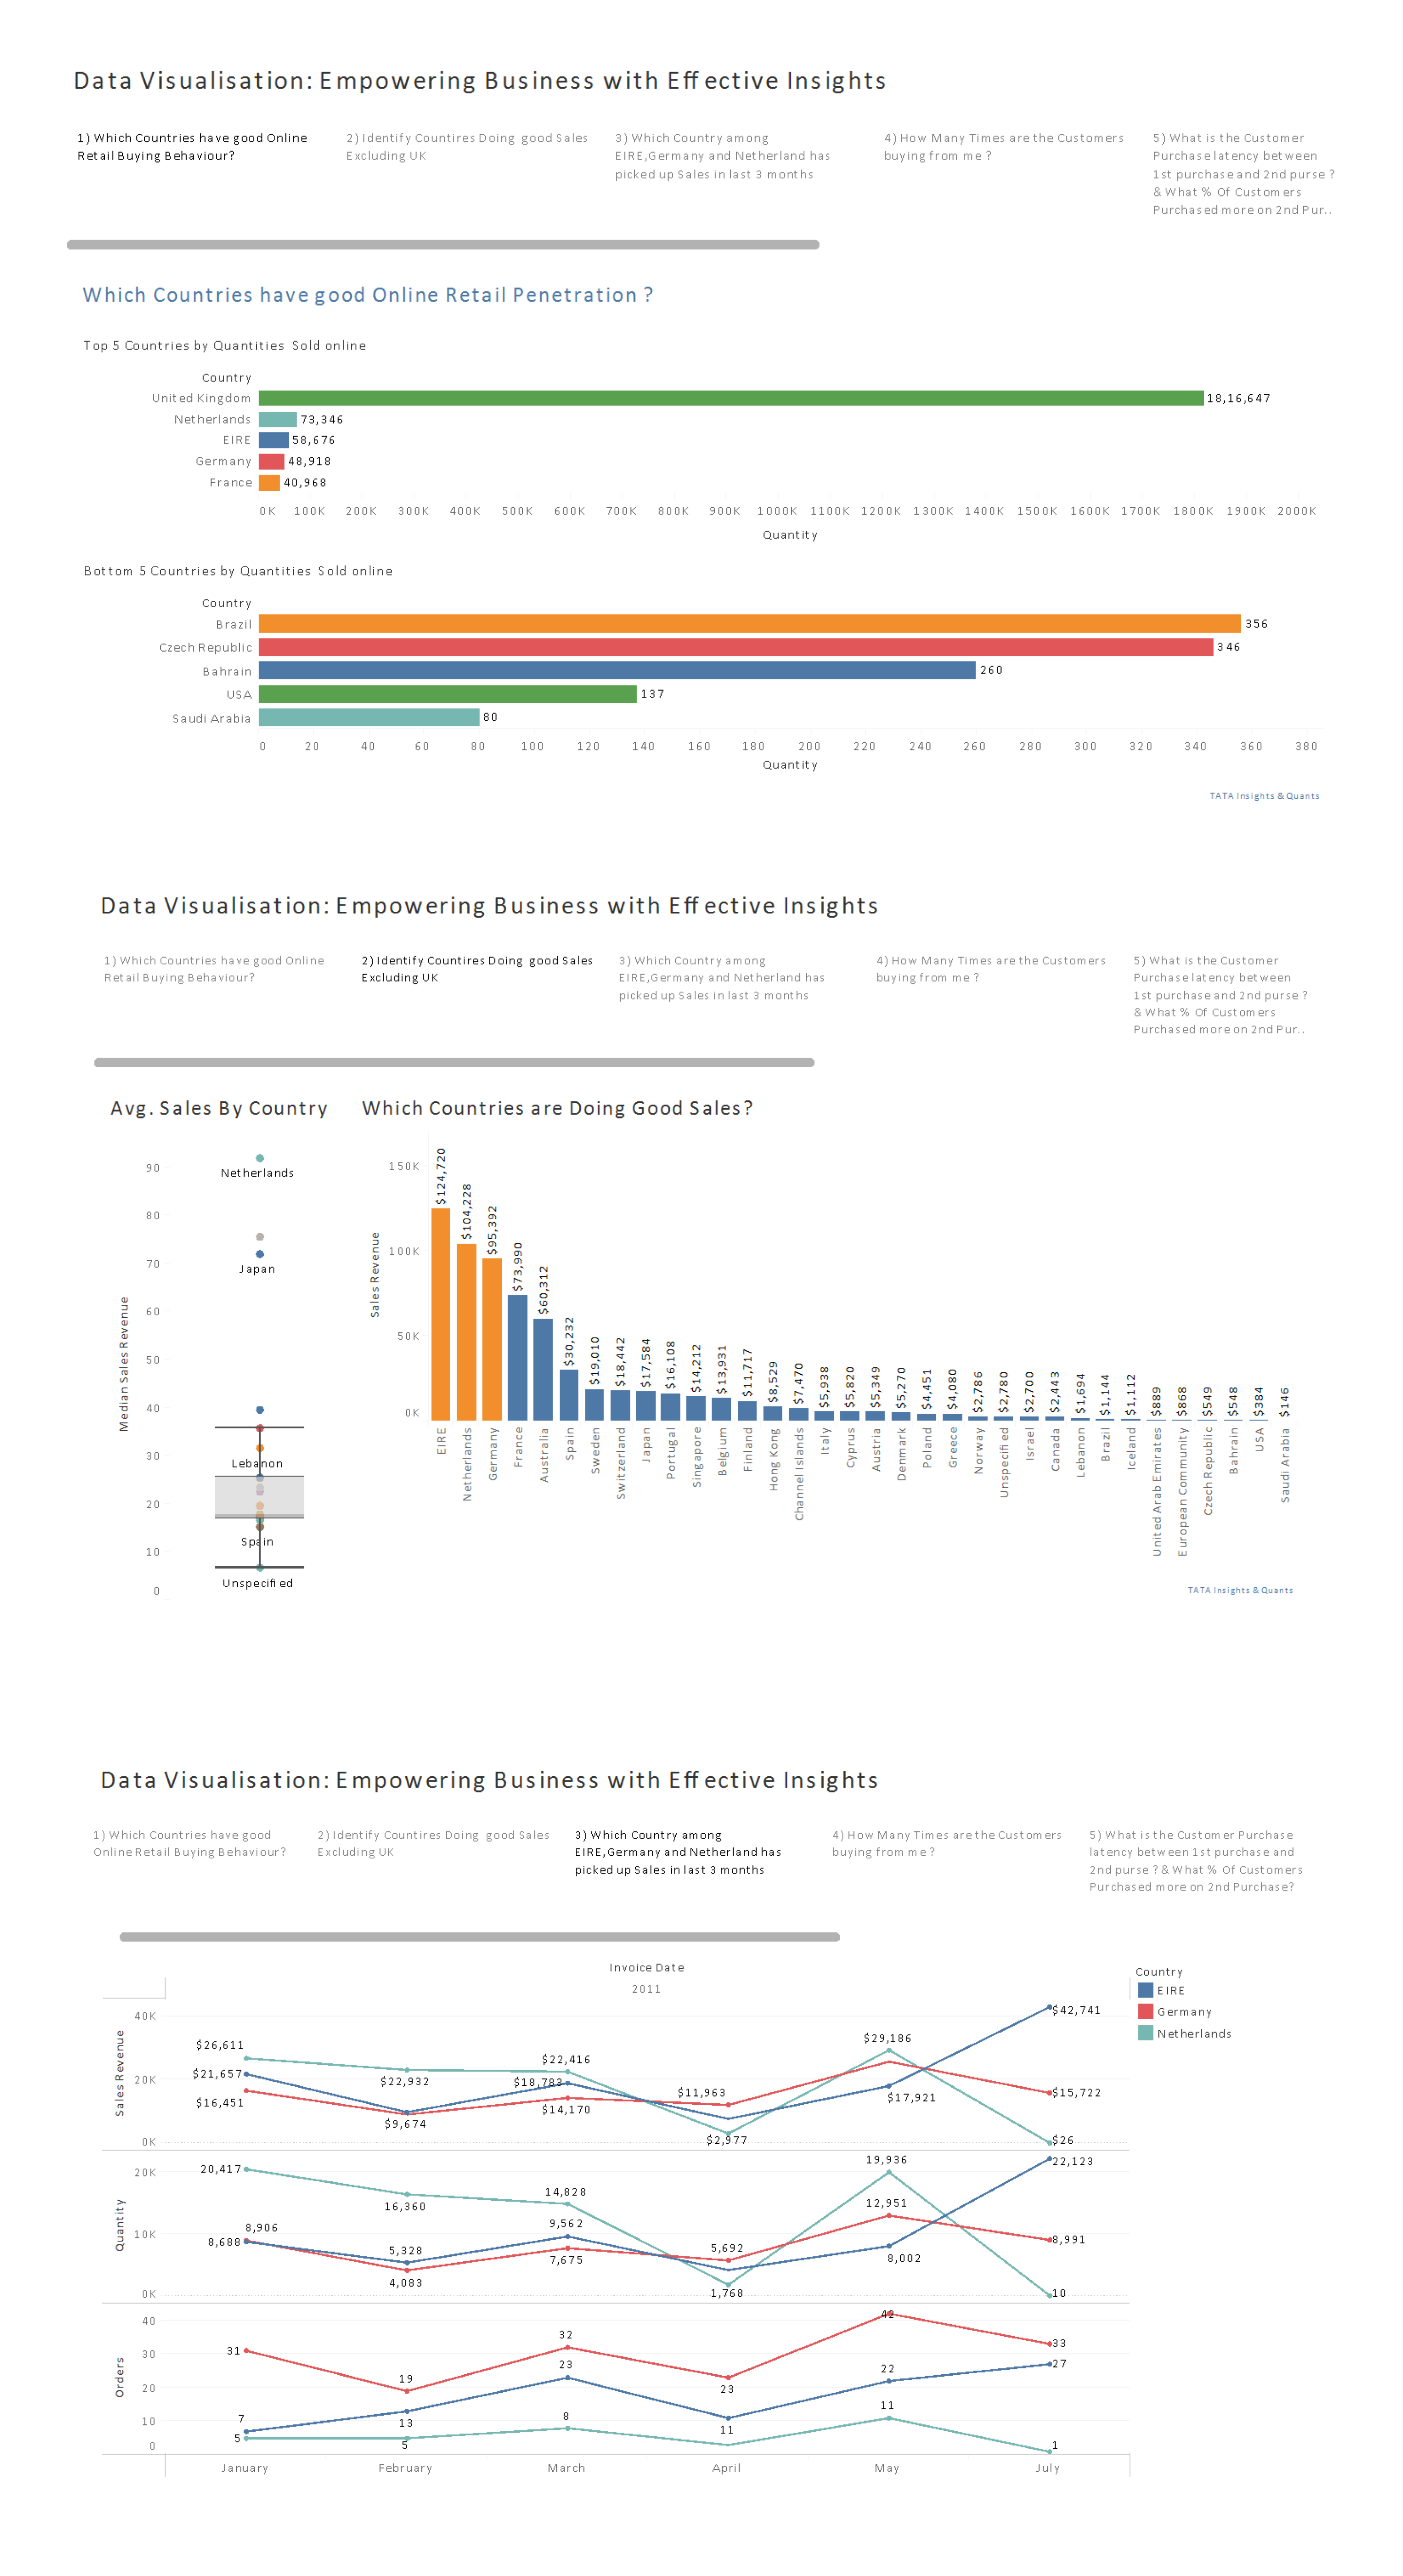 Data Visualisation: Empowering Business with Effective Insights
1) Which Countries have good Online
Retail Buying Behaviour?
2) Identify Countires Doing good Sales
Excluding UK
3) Which Country among
EIRE,Germany and Netherland has
picked up Sales in last 3 months
4) How Many Times are the Customers
buying from me ?
5) What is the Customer
Purchase latency between
1st purchase and 2nd purse ?
& What % Of Customers
Purchased more on 2nd Pur..
Which Countries have good Online Retail Penetration ?
Top 5 Countries by Quantities Sold online
Country
United Kingdom 18,16,647
Netherlands 73,346
EIRE 58,676
Germany 48,918
France 40,968
0K 100K 200K 300K 400K 500K 600K 700K 800K 900K 1000K 1100K 1200K 1300K 1400K 1500K 1600K 1700K 1800K 1900K 2000K
Quantity
Bottom 5 Countries by Quantities Sold online
Country
Brazil 356
Czech Republic 346
Bahrain 260
USA 137
Saudi Arabia 80
0 20 40 60 80 100 120 140 160 180 200 220 240 260 280 300 320 340 360 380
Quantity
TATA Insights & Quants
Data Visualisation: Empowering Business with Effective Insights
1) Which Countries have good Online
Retail Buying Behaviour?
2) Identify Countires Doing good Sales
Excluding UK
3) Which Country among
EIRE,Germany and Netherland has
picked up Sales in last 3 months
4) How Many Times are the Customers
buying from me ?
5) What is the Customer
Purchase latency between
1st purchase and 2nd purse ?
& What % Of Customers
Purchased more on 2nd Pur..
Avg. Sales By Country
Median Sales Revenue
90
80
70
60
50
40
30
20
10
0
Netherlands
Japan
Lebanon
Spain
Unspecified
Which Countries are Doing Good Sales?
Sales Revenue
150K
100K
50K
0K
$124,720
$104,228
$95,392
$73,990
$60,312
$30,232
$19,010
$18,442
$17,584
$16,108
$14,212
$13,931
$11,717
$8,529
$7,470
$5,938
$5,820
$5,349
$5,270
$4,451
$4,080
$2,786
$2,780
$2,700
$2,443
$1,694
$1,144
$1,112
$889
$868
$549
$548
$384
$146
EIRE
Netherlands
Germany
France
Australia
Spain
Sweden
Switzerland
Japan
Portugal
Singapore
Belgium
Finland
Hong Kong
Channel Islands
Italy
Cyprus
Austria
Denmark
Poland
Greece
Norway
Unspecified
Israel
Canada
Lebanon
Brazil
Iceland
United Arab Emirates
European Community
Czech Republic
Bahrain
USA
Saudi Arabia
TATA Insights & Quants
Data Visualisation: Empowering Business with Effective Insights
1) Which Countries have good
Online Retail Buying Behaviour?
2) Identify Countires Doing good Sales
Excluding UK
3) Which Country among
EIRE,Germany and Netherland has
picked up Sales in last 3 months
4) How Many Times are the Customers
buying from me ?
5) What is the Customer Purchase
latency between 1st purchase and
2nd purse ? & What % Of Customers
Purchased more on 2nd Purchase?
Invoice Date
2011
Country
EIRE
Germany
Netherlands
Sales Revenue
40K
20K
0K
$26,611
$21,657
$16,451
$22,932
$9,674
$22,416
$18,783
$14,170
$11,963
$2,977
$29,186
$17,921
$42,741
$15,722
$26
Quantity
20K
10K
0K
20,417
8,906
8,688
16,360
5,328
4,083
14,828
9,562
7,675
5,692
1,768
19,936
12,951
8,002
22,123
8,991
10
Orders
40
30
20
10
0
31
7
5
19
13
5
32
23
8
23
11
42
22
11
33
27
1
January February March April May July